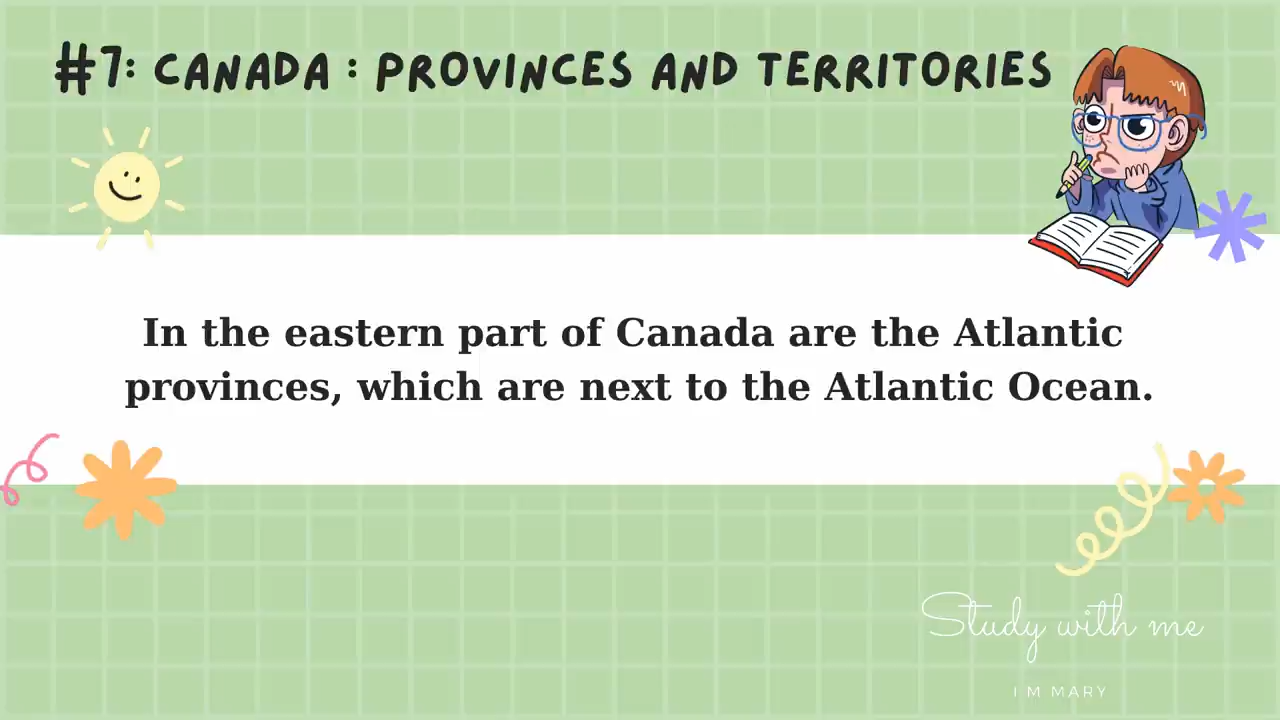 #7: CANADA : PROVINCES AND TERRITORIES
In the eastern part of Canada are the Atlantic
provinces, which are next to the Atlantic Ocean.
Study with me
I M MARY